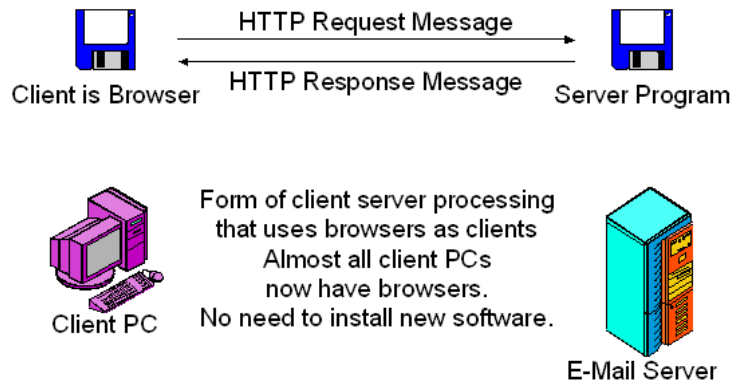 HTTP Request Message
HTTP Response Message
Client is Browser
Server Program
Form of client server processing
that uses browsers as clients
Almost all client PCs
now have browsers.
No need to install new software.
Client PC
E-Mail Server